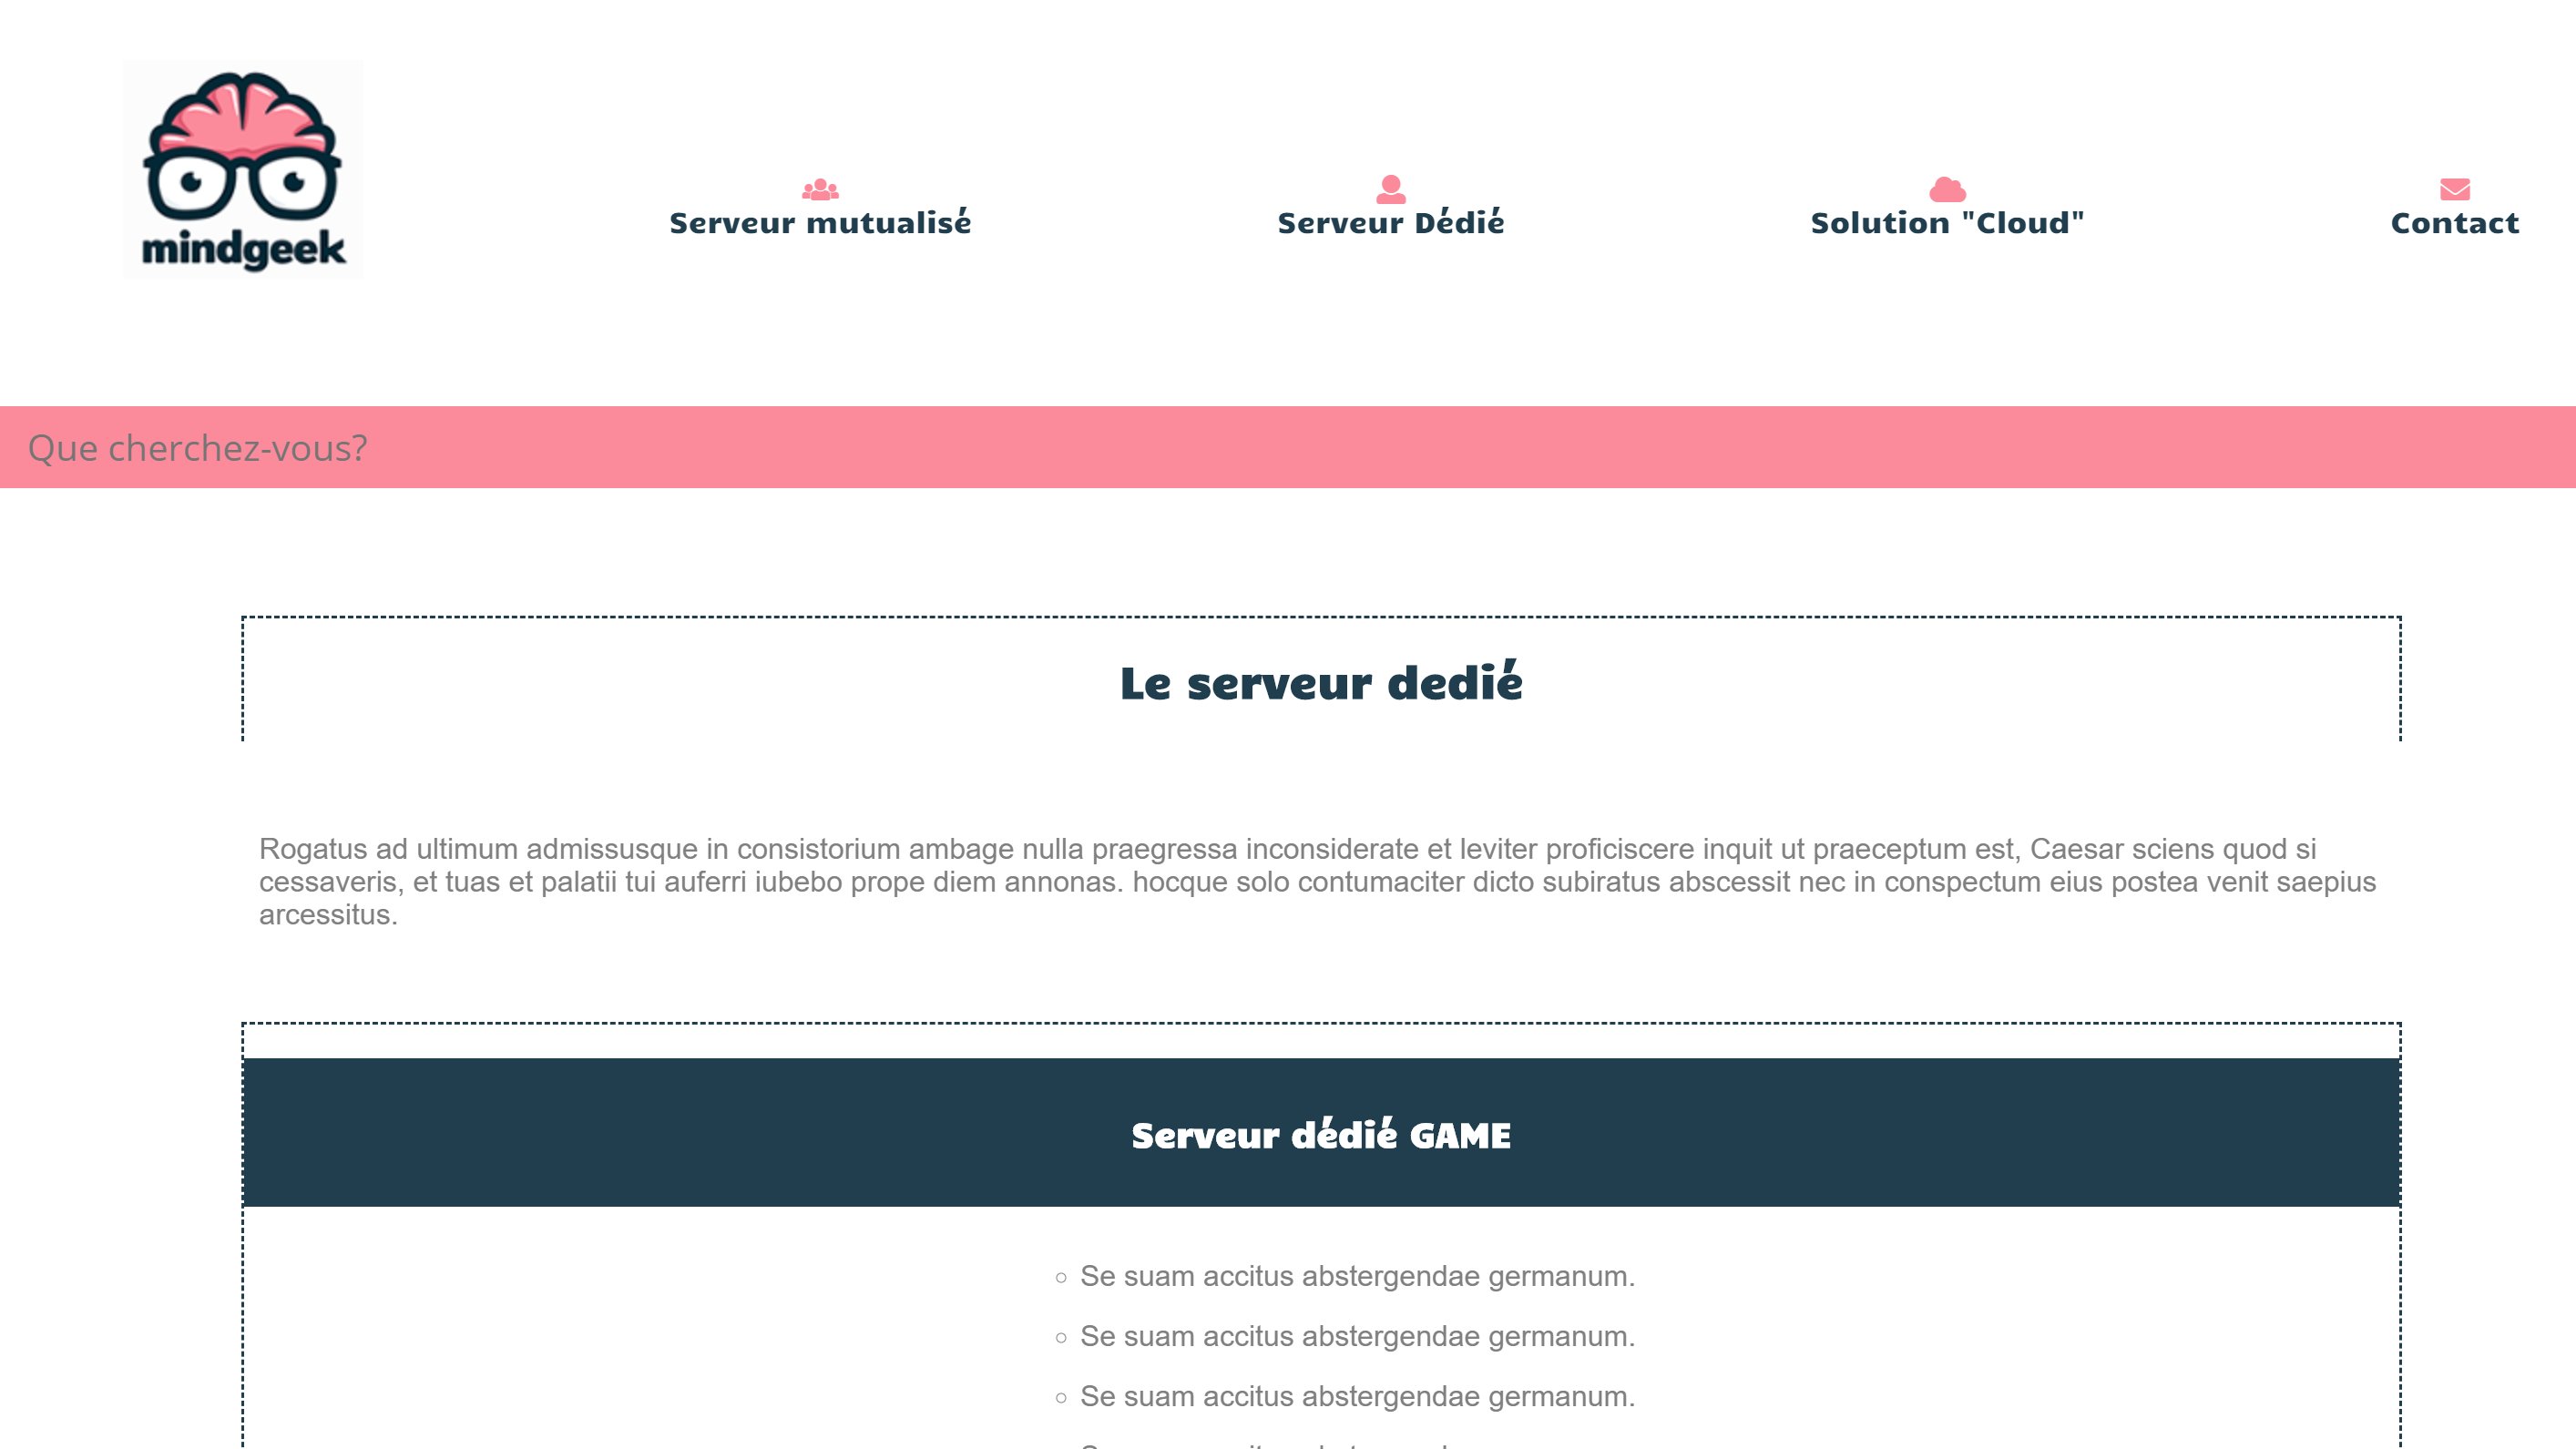 mindgeek
Serveur mutualisé
Serveur Dédié
Solution "Cloud"
Contact
Que cherchez-vous?
Le serveur dedié
Rogatus ad ultimum admissusque in consistorium ambage nulla praegressa inconsiderate et leviter proficiscere inquit ut praeceptum est, Caesar sciens quod si
cessaveris, et tuas et palatii tui auferri iubebo prope diem annonas. hocque solo contumaciter dicto subiratus abscessit nec in conspectum eius postea venit saepius
arcessitus.
Serveur dédié GAME
Se suam accitus abstergendae germanum.
Se suam accitus abstergendae germanum.
Se suam accitus abstergendae germanum.